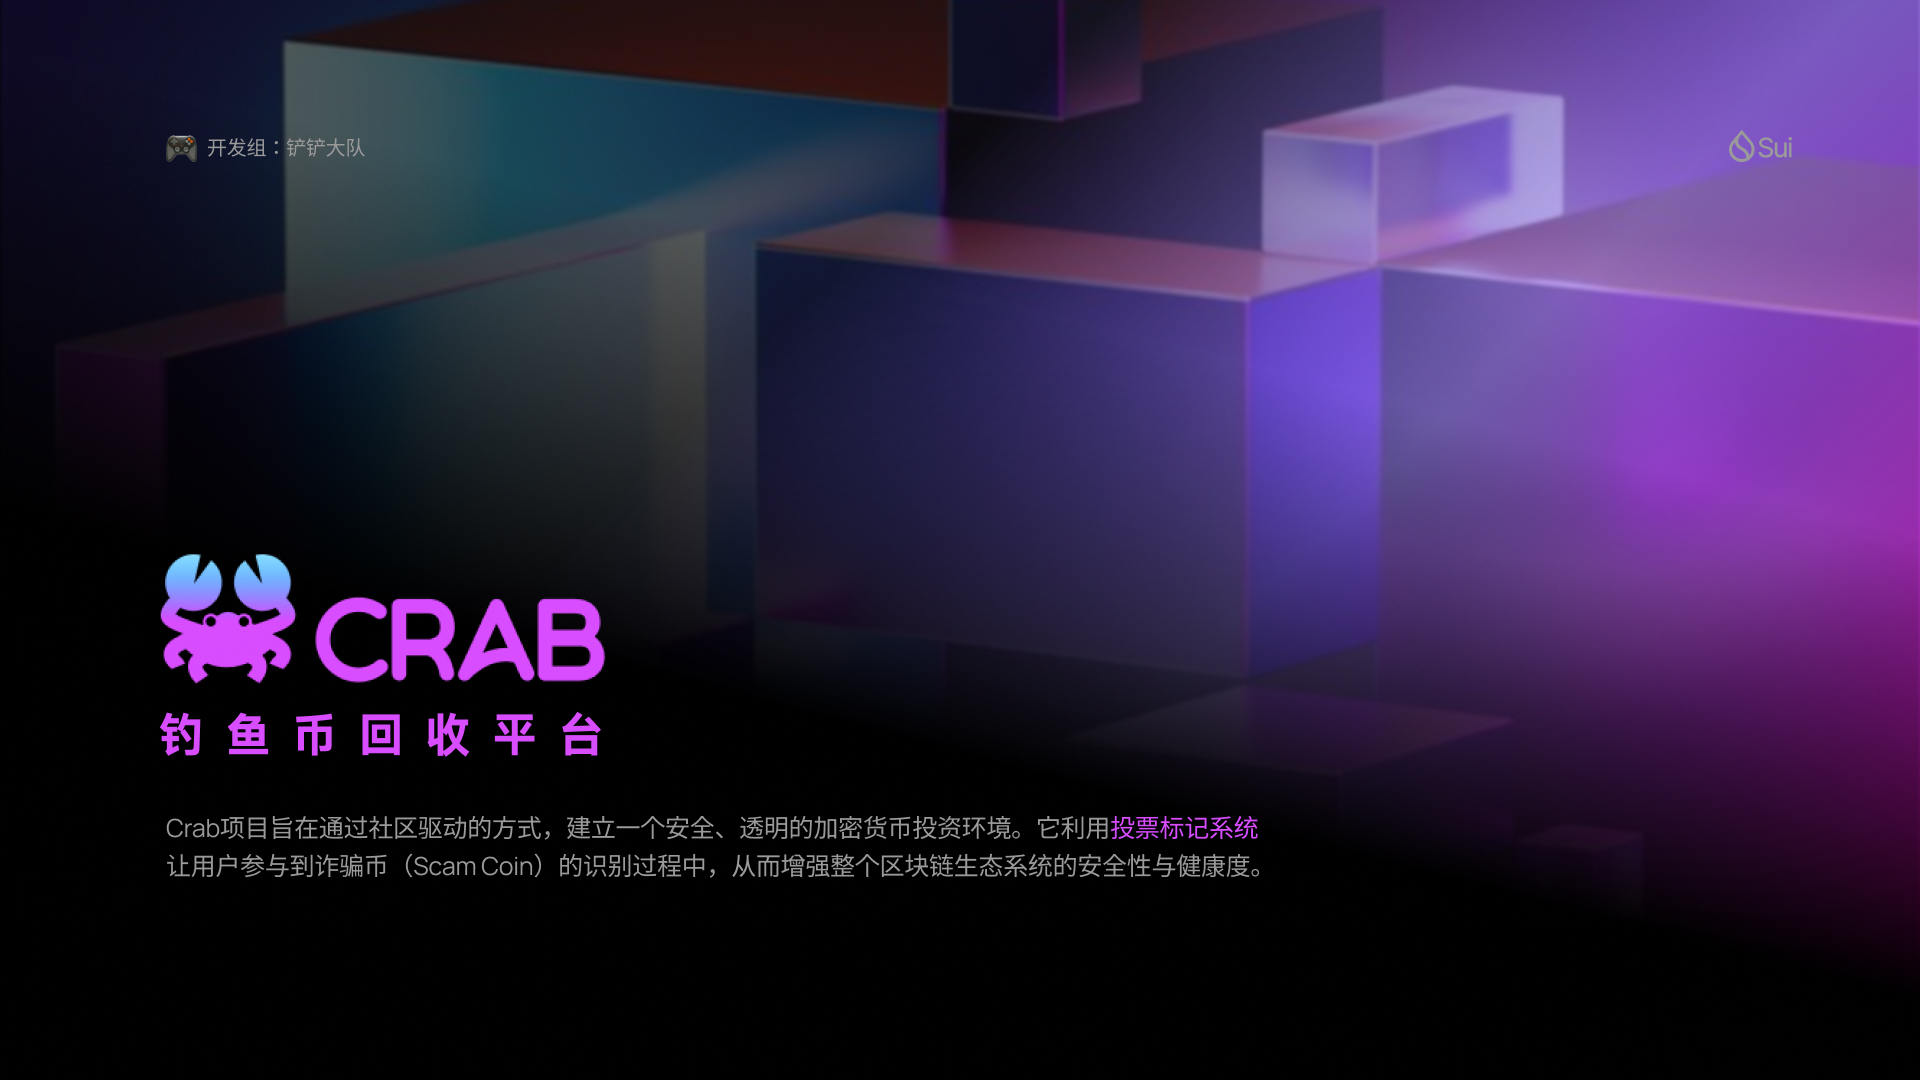 🎮 开发组：铲铲大队
Sui
CRAB
钓鱼币回收平台
Crab项目旨在通过社区驱动的方式，建立一个安全、透明的加密货币投资环境。它利用投票标记系统
让用户参与到诈骗币（Scam Coin）的识别过程中，从而增强整个区块链生态系统的安全性与健康度。